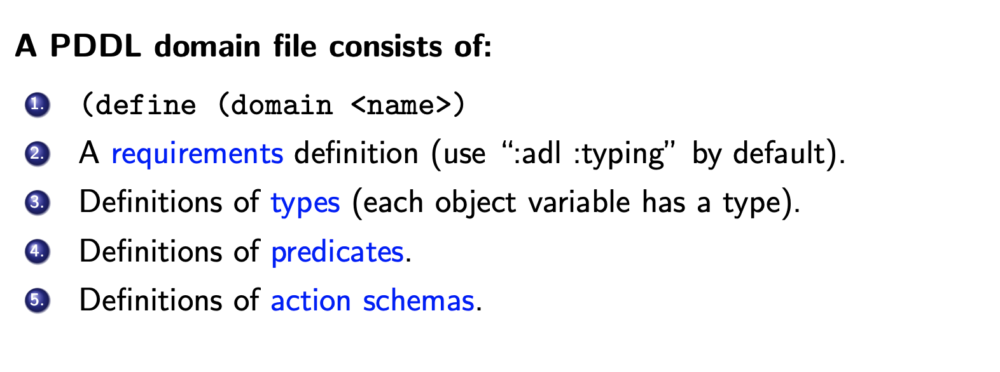 A PDDL domain file consists of:
1. (define (domain <name>)
2. A requirements definition (use “:adl :typing” by default).
3. Definitions of types (each object variable has a type).
4. Definitions of predicates.
5. Definitions of action schemas.